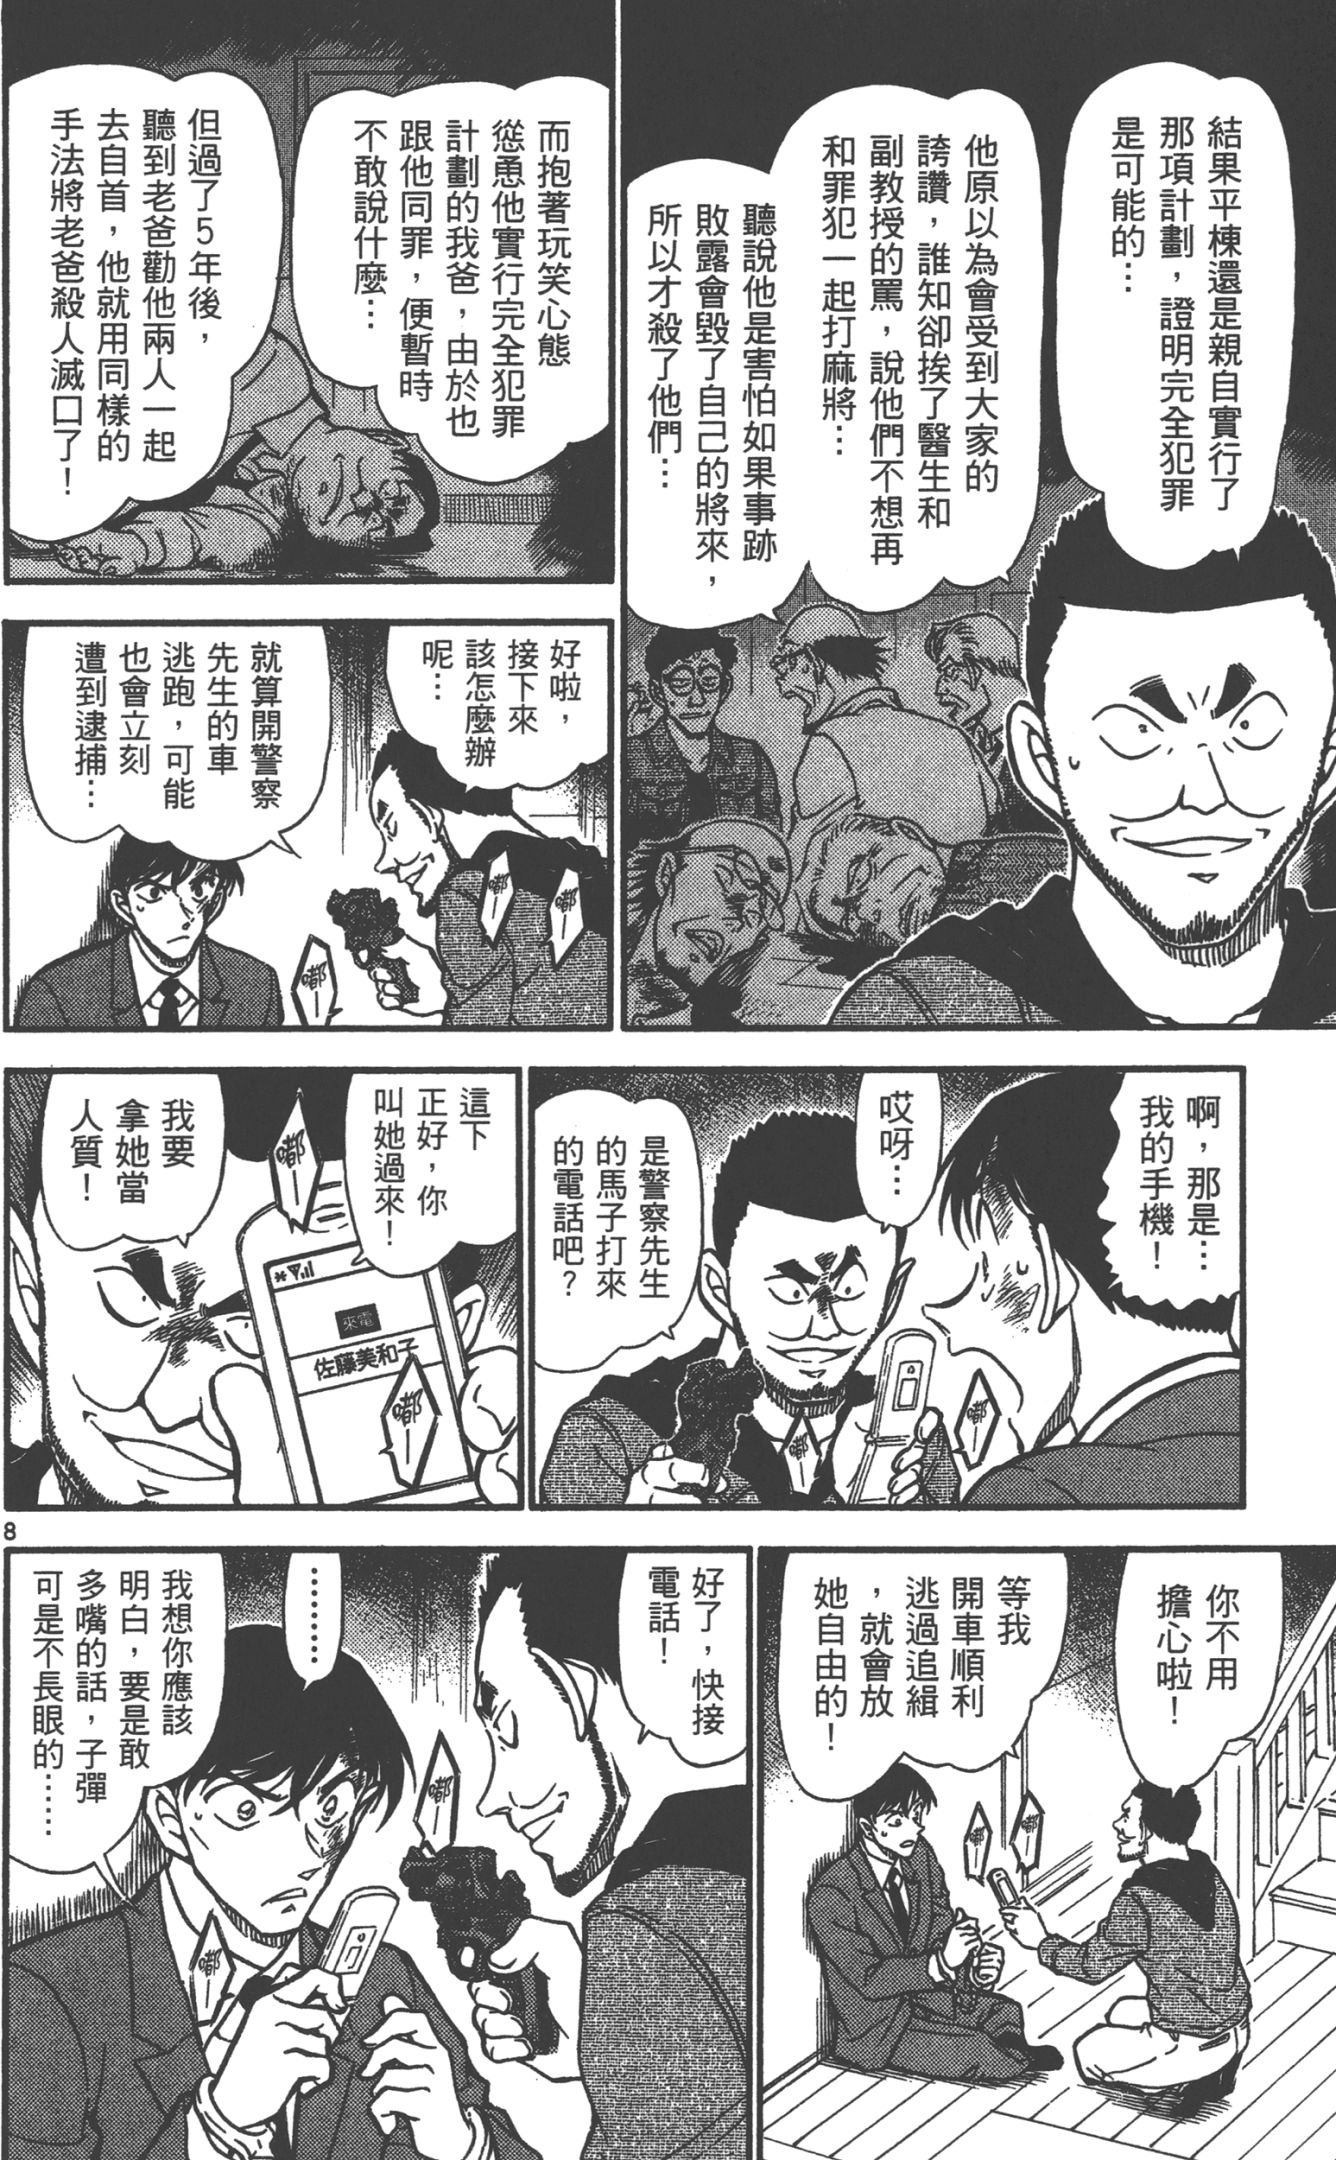 結果平棟還是親自實行了
那項計劃，證明完全犯罪
是可能的…
他原以為會受到大家的
誇讚，誰知卻挨了醫生和
副教授的罵，說他們不想再
和罪犯一起打麻將…
聽說他是害怕如果事跡
敗露會毀了自己的將來，
所以才殺了他們…
而抱著玩笑心態
慫恿他實行完全犯罪
計劃的我爸，由於也
跟他同罪，便暫時
不敢說什麼…
但過了5年後，
聽到老爸勸他兩人一起
去自首，他就用同樣的
手法將老爸殺人滅口了！
好啦，
接下來
該怎麼辦
呢…
就算開警察
先生的車
逃跑，可能
也會立刻
遭到逮捕…
嘟
嘟
嘟
啊，那是…
我的手機！
哎呀…
是警察先生
的馬子打來
的電話吧？
嘟
嘟
這下
正好，你
叫她過來！
我要
拿她當
人質！
嘟
來電
佐藤美和子
嘟
8
你不用
擔心啦！
等我
開車順利
逃過追緝
，就會放
她自由的！
嘟
嘟
好了，快接
電話！
………
我想你應該
明白，要是敢
多嘴的話，子彈
可是不長眼的……
嘟
嘟